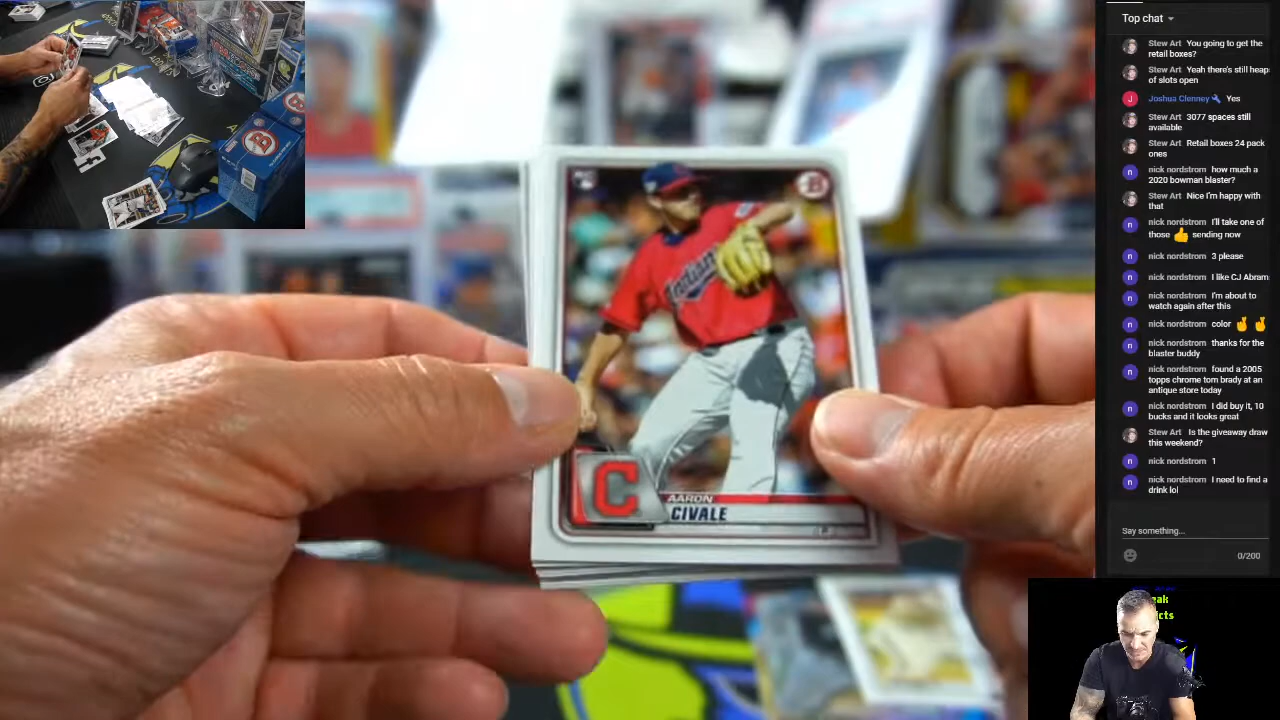 Top chat
Stew Art You going to get the
retail boxes?
Stew Art Yeah there's still heap
of slots open
J Joshua Clenney Yes
Stew Art 3077 spaces still
available
Stew Art Retail boxes 24 pack
ones
n nick nordstrom how much a
2020 bowman blaster?
Stew Art Nice I'm happy with
that
n nick nordstrom I'll take one of
those 👍 sending now
n nick nordstrom 3 please
n nick nordstrom I like CJ Abram
n nick nordstrom I'm about to
watch again after this
n nick nordstrom color 🤞 🤞
n nick nordstrom thanks for the
blaster buddy
n nick nordstrom found a 2005
topps chrome tom brady at an
antique store today
n nick nordstrom I did buy it, 10
bucks and it looks great
Stew Art Is the giveaway draw
this weekend?
n nick nordstrom 1
n nick nordstrom I need to find a
drink lol
Say something...
0/200
B
Indians
C
AARON
CIVALE
B
eak
icts